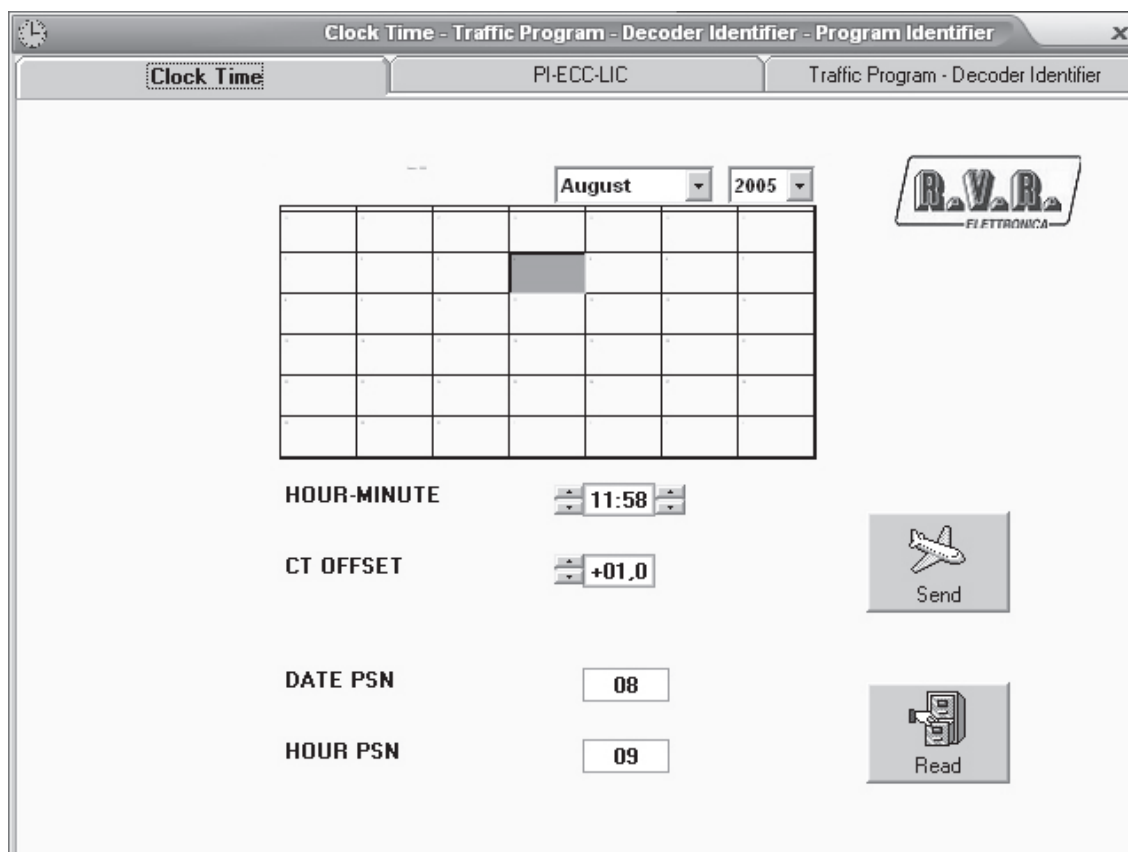 Clock Time - Traffic Program - Decoder Identifier - Program Identifier
Clock Time
PI-ECC-LIC
Traffic Program - Decoder Identifier
August
2005
R.V.R.
ELETTRONICA
HOUR-MINUTE
11:58
CT OFFSET
+01,0
Send
DATE PSN
08
HOUR PSN
09
Read